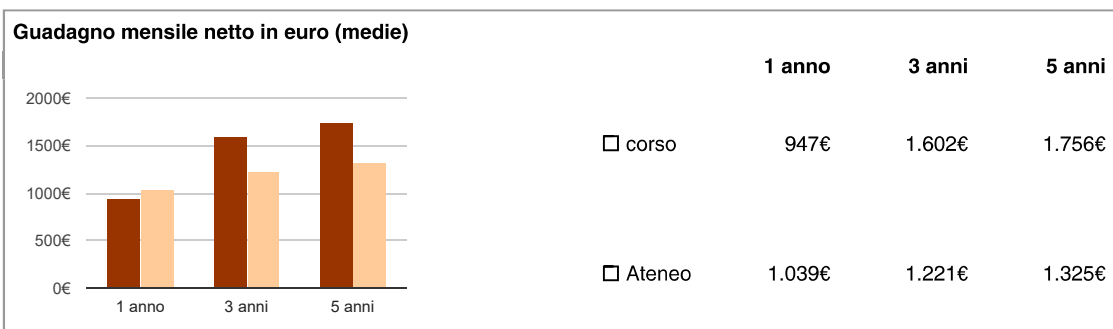 Guadagno mensile netto in euro (medie)
1 anno 3 anni 5 anni
2000€
1500€
1000€
500€
0€
1 anno 3 anni 5 anni
corso 947€ 1.602€ 1.756€
Ateneo 1.039€ 1.221€ 1.325€